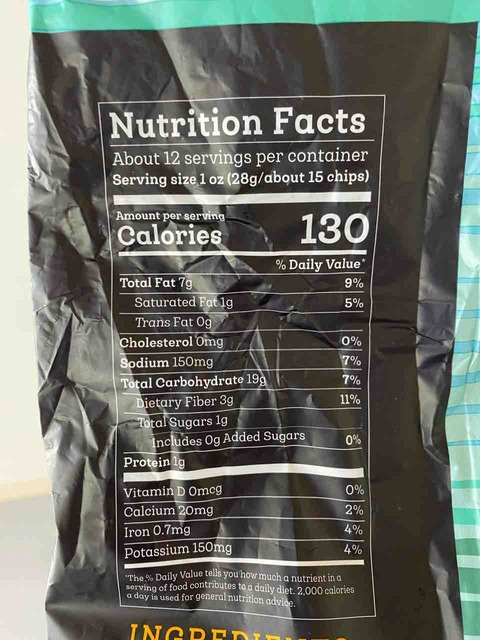 Nutrition Facts
About 12 servings per container
Serving size 1 oz (28g/about 15 chips)
Amount per serving
Calories 130
% Daily Value*
Total Fat 7g 9%
Saturated Fat 1g 5%
Trans Fat 0g
Cholesterol 0mg 0%
Sodium 150mg 7%
Total Carbohydrate 19g 7%
Dietary Fiber 3g 11%
Total Sugars 1g
Includes 0g Added Sugars 0%
Protein 1g
Vitamin D 0mcg 0%
Calcium 20mg 2%
Iron 0.7mg 4%
Potassium 150mg 4%
*The % Daily Value tells you how much a nutrient in a
serving of food contributes to a daily diet. 2,000 calories
a day is used for general nutrition advice.